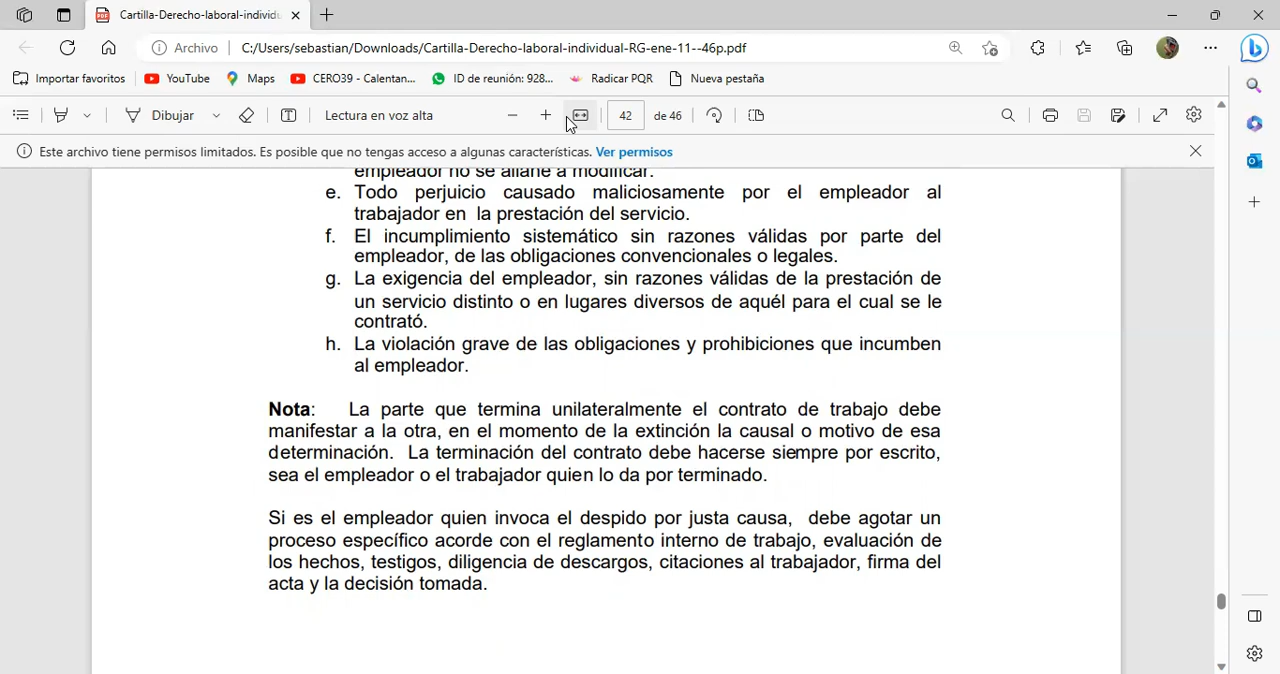 Cartilla-Derecho-laboral-individu
Archivo C:/Users/sebastian/Downloads/Cartilla-Derecho-laboral-individual-RG-ene-11--46p.pdf
Importar favoritos YouTube Maps CERO39 - Calentan... ID de reunión: 928... Radicar PQR Nueva pestaña
Dibujar Lectura en voz alta 42 de 46
Este archivo tiene permisos limitados. Es posible que no tengas acceso a algunas características. Ver permisos
empleador no se allane a modificar.
e. Todo perjuicio causado maliciosamente por el empleador al
trabajador en la prestación del servicio.
f. El incumplimiento sistemático sin razones válidas por parte del
empleador, de las obligaciones convencionales o legales.
g. La exigencia del empleador, sin razones válidas de la prestación de
un servicio distinto o en lugares diversos de aquél para el cual se le
contrató.
h. La violación grave de las obligaciones y prohibiciones que incumben
al empleador.
Nota: La parte que termina unilateralmente el contrato de trabajo debe
manifestar a la otra, en el momento de la extinción la causal o motivo de esa
determinación. La terminación del contrato debe hacerse siempre por escrito,
sea el empleador o el trabajador quien lo da por terminado.
Si es el empleador quien invoca el despido por justa causa, debe agotar un
proceso específico acorde con el reglamento interno de trabajo, evaluación de
los hechos, testigos, diligencia de descargos, citaciones al trabajador, firma del
acta y la decisión tomada.